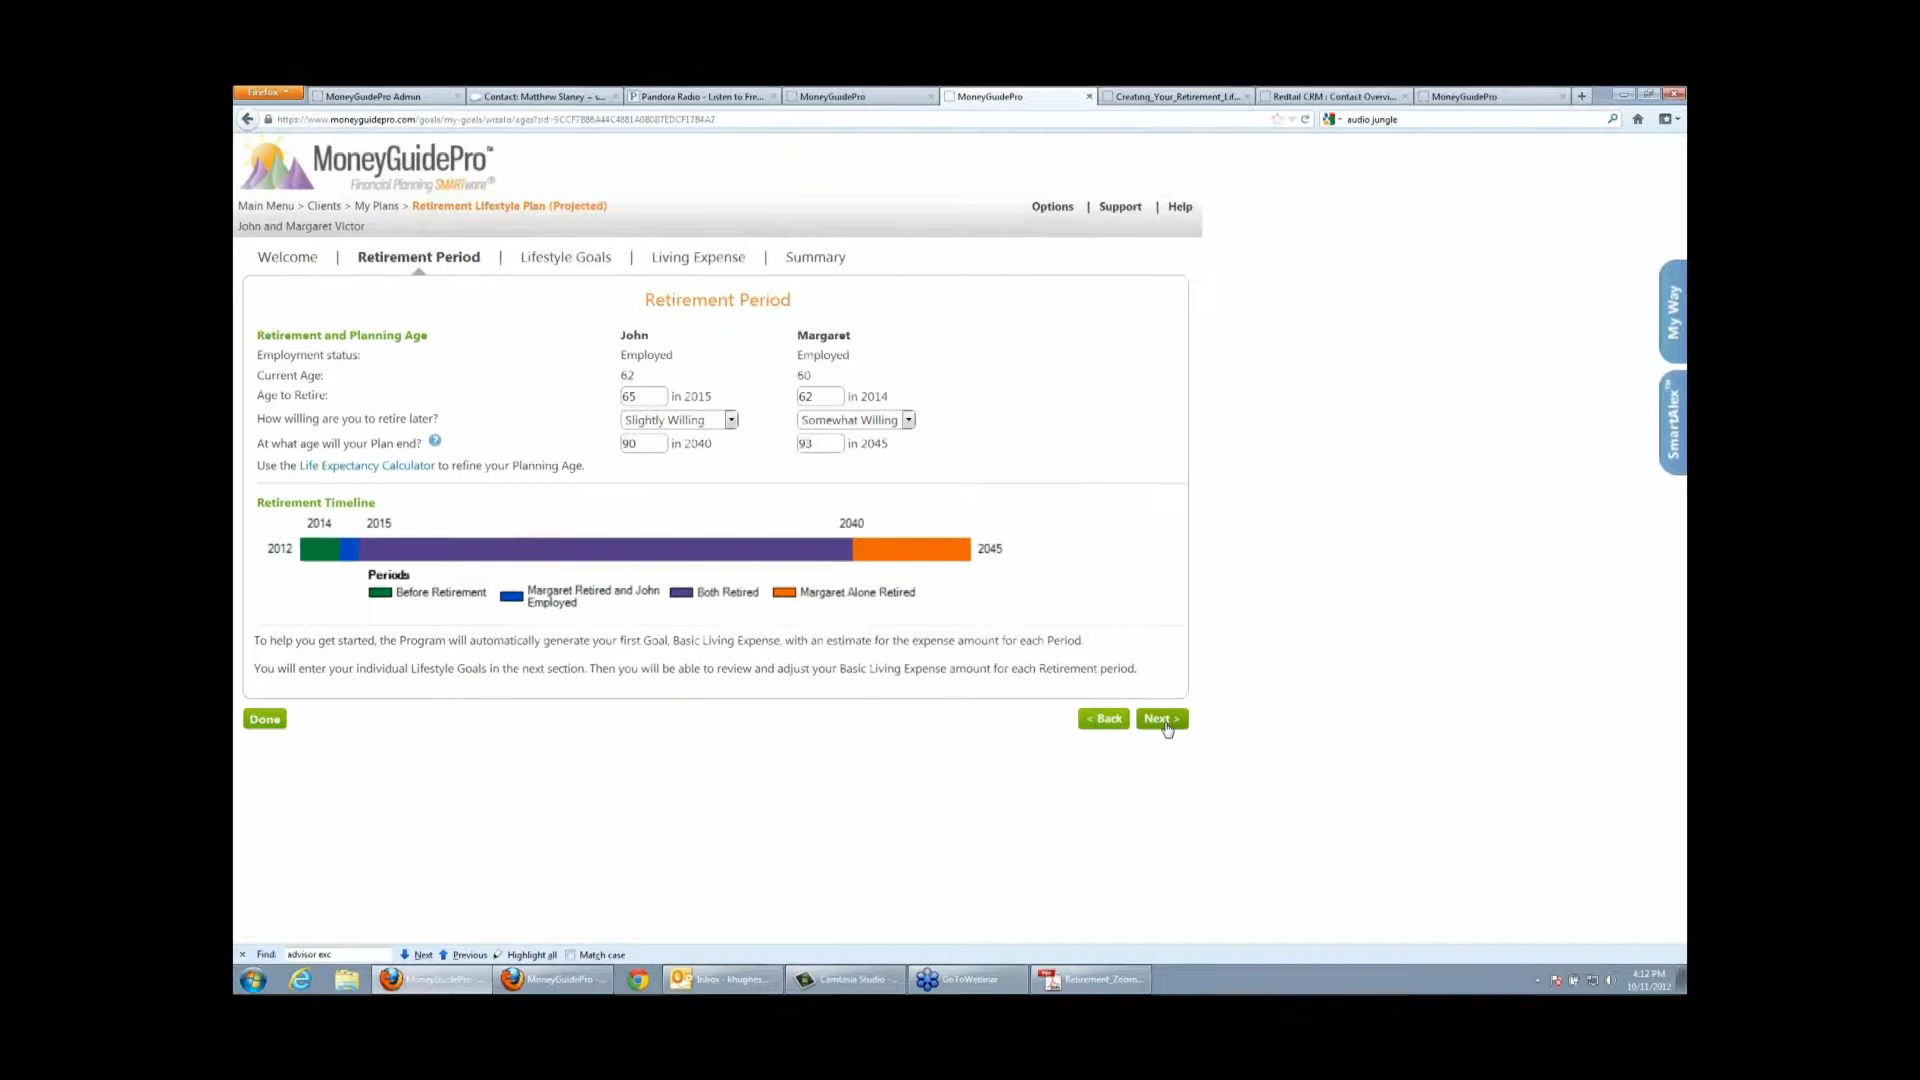 Firefox
MoneyGuidePro Admin
Contact: Matthew Slaney ~ s...
Pandora Radio - Listen to Fre...
MoneyGuidePro
MoneyGuidePro
Creating_Your_Retirement_Lif...
Redtail CRM : Contact Overvi...
MoneyGuidePro
audio jungle
MoneyGuidePro™
Financial Planning SMARTware®
Main Menu > Clients > My Plans > Retirement Lifestyle Plan (Projected)
Options | Support | Help
John and Margaret Victor
Welcome | Retirement Period | Lifestyle Goals | Living Expense | Summary
My Way
SmartAlex™
Retirement Period
Retirement and Planning Age John Margaret
Employment status: Employed Employed
Current Age: 62 60
Age to Retire: 65 in 2015 62 in 2014
How willing are you to retire later? Slightly Willing Somewhat Willing
At what age will your Plan end? ? 90 in 2040 93 in 2045
Use the Life Expectancy Calculator to refine your Planning Age.
Retirement Timeline
2014 2015 2040
2012 2045
Periods
Before Retirement Margaret Retired and John Employed Both Retired Margaret Alone Retired
To help you get started, the Program will automatically generate your first Goal, Basic Living Expense, with an estimate for the expense amount for each Period.
You will enter your individual Lifestyle Goals in the next section. Then you will be able to review and adjust your Basic Living Expense amount for each Retirement period.
Done < Back Next >
x Find: advisor exc Next Previous Highlight all Match case
MoneyGuidePro -... MoneyGuidePro -... Inbox - khughes... Camtasia Studio -... GoToWebinar Retirement_Zoom...
4:12 PM
10/11/2012